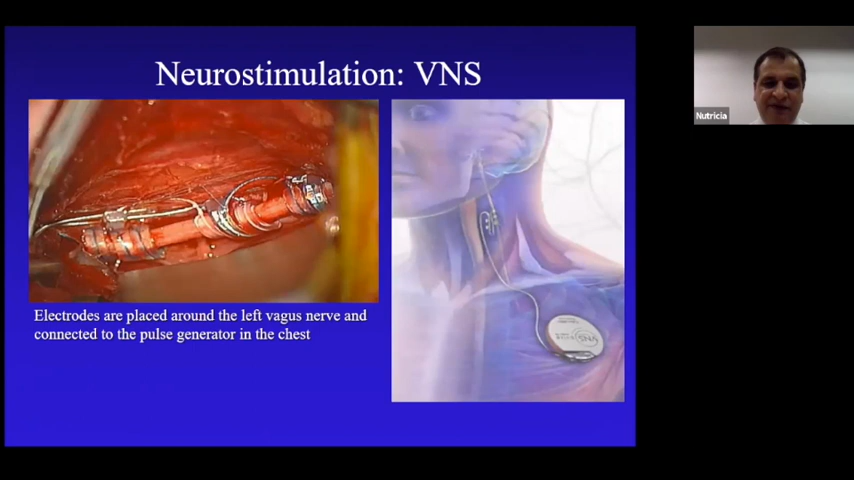 Neurostimulation: VNS
Nutricia
Electrodes are placed around the left vagus nerve and
connected to the pulse generator in the chest
VNS